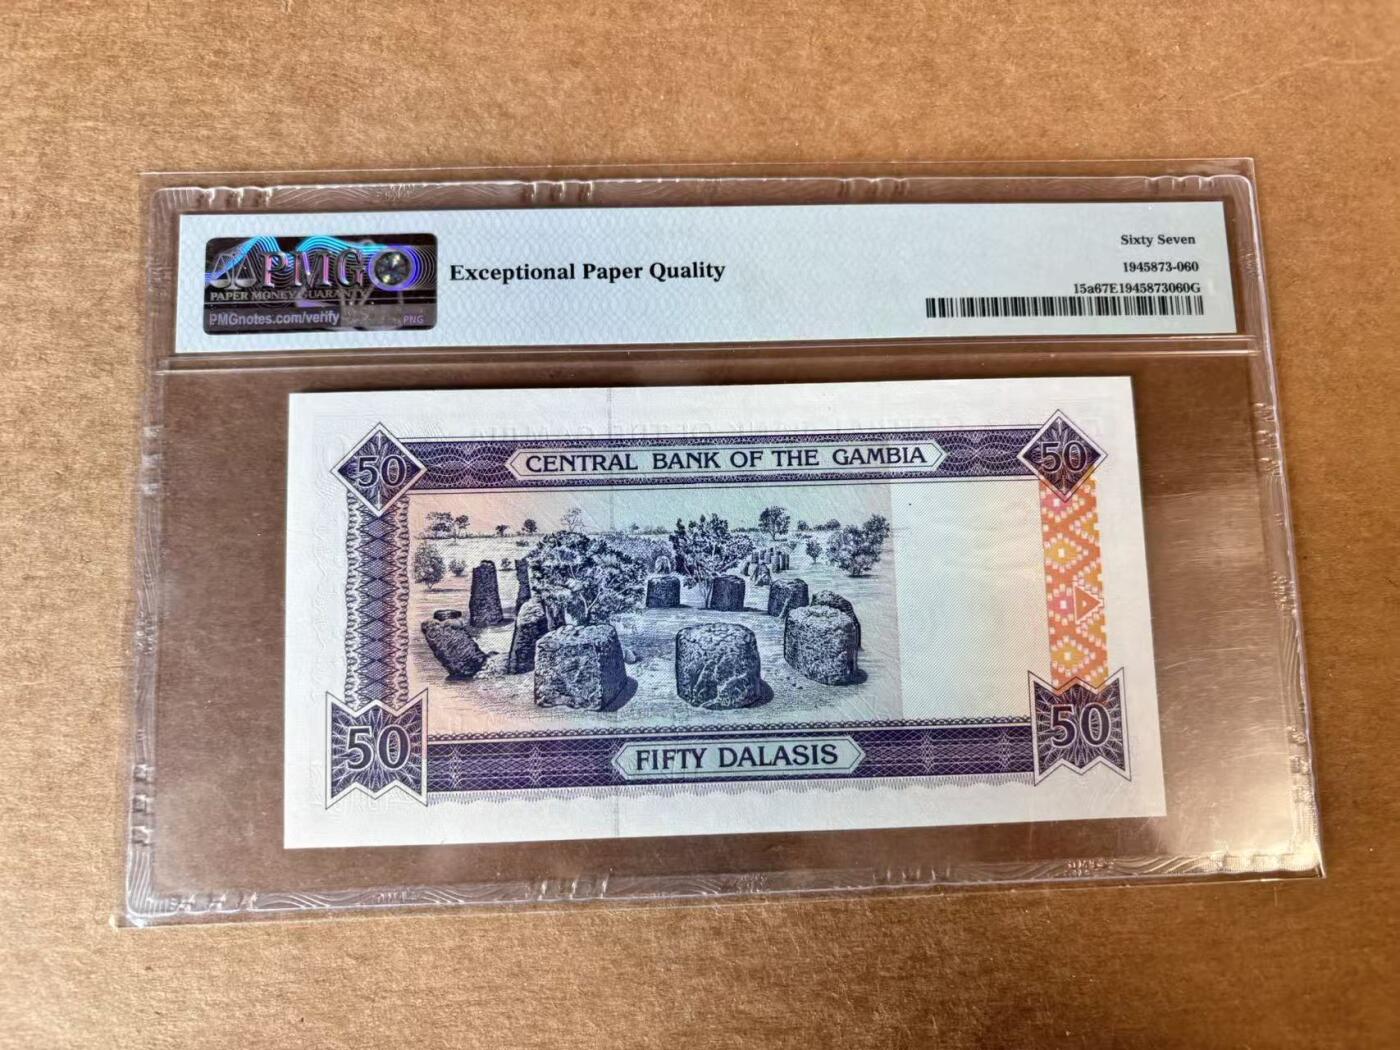 PMG
PAPER MONEY GUARANTY
PMGnotes.com/verify
PNG
Exceptional Paper Quality
Sixty Seven
1945873-060
15a67E1945873060G
50
CENTRAL BANK OF THE GAMBIA
50
50
FIFTY DALASIS
50